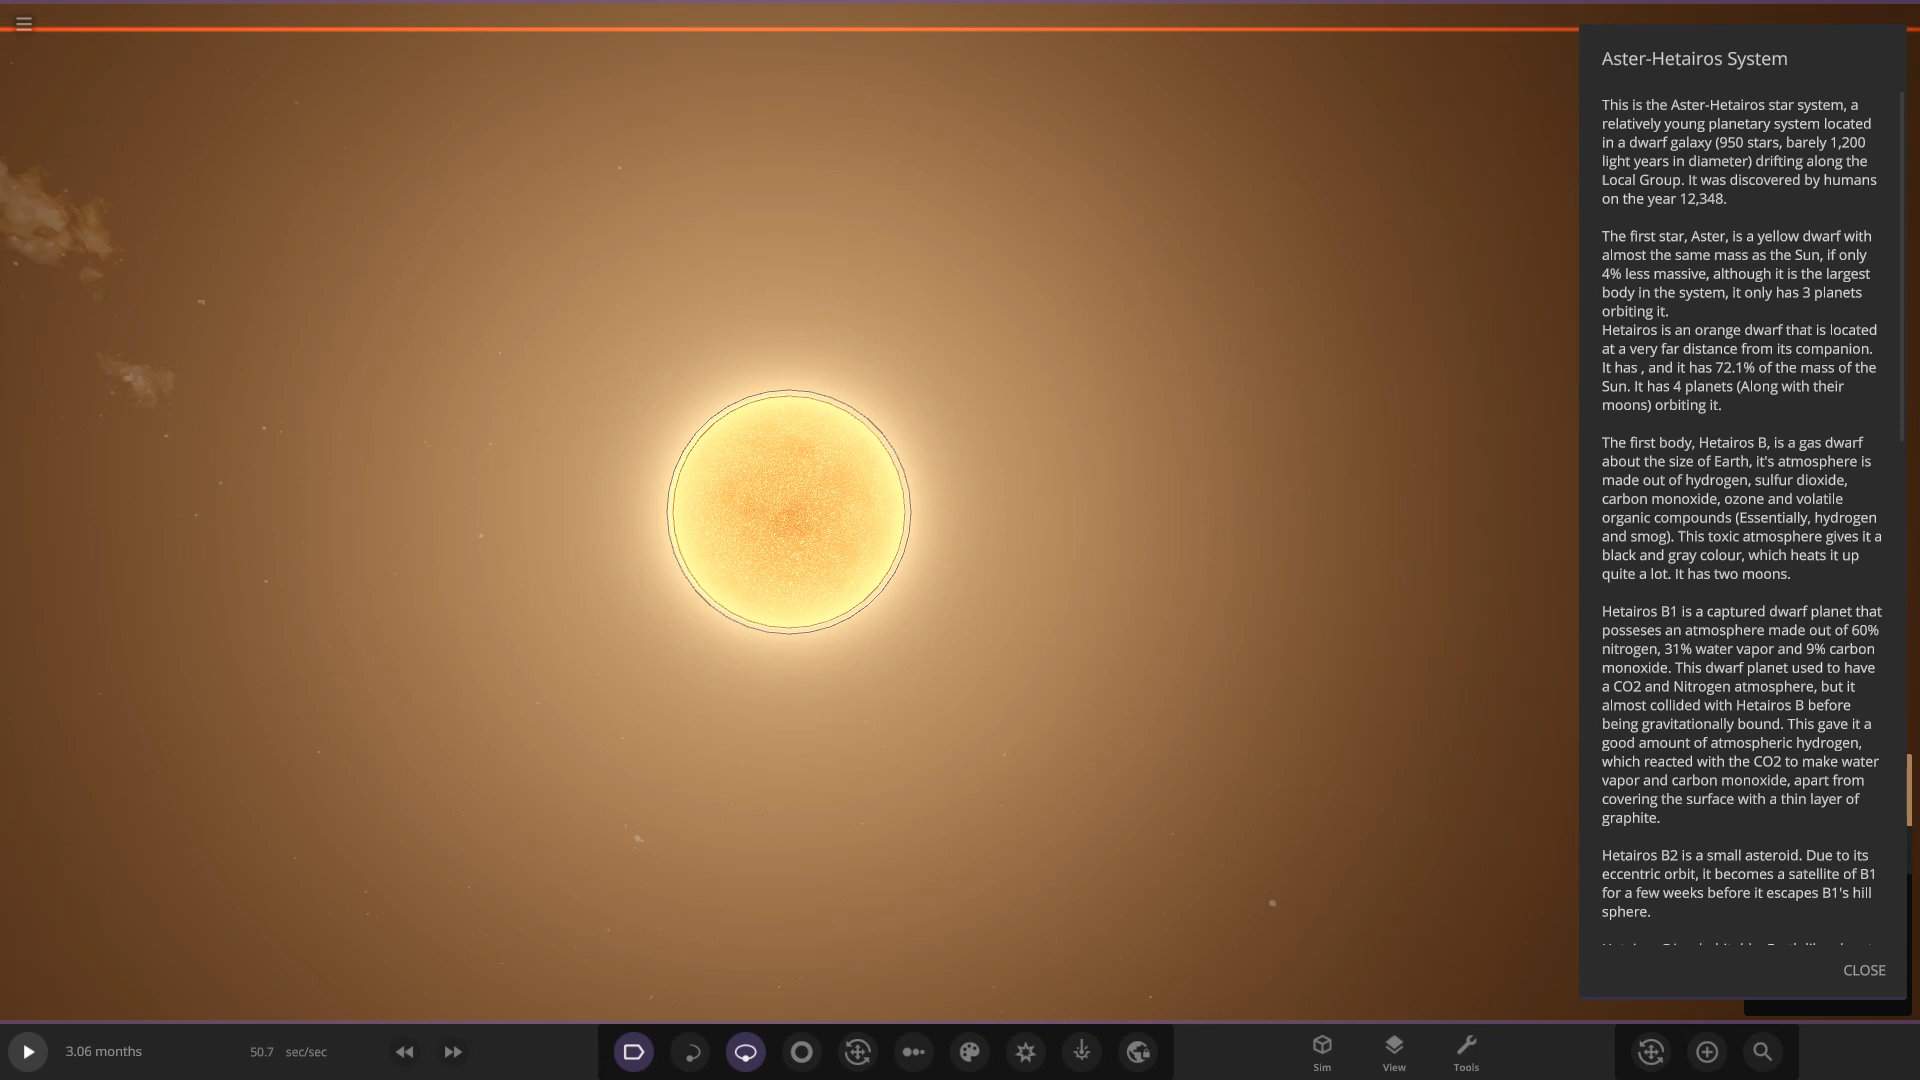 Aster-Hetairos System
This is the Aster-Hetairos star system, a
relatively young planetary system located
in a dwarf galaxy (950 stars, barely 1,200
light years in diameter) drifting along the
Local Group. It was discovered by humans
on the year 12,348.
The first star, Aster, is a yellow dwarf with
almost the same mass as the Sun, if only
4% less massive, although it is the largest
body in the system, it only has 3 planets
orbiting it.
Hetairos is an orange dwarf that is located
at a very far distance from its companion.
It has , and it has 72.1% of the mass of the
Sun. It has 4 planets (Along with their
moons) orbiting it.
The first body, Hetairos B, is a gas dwarf
about the size of Earth, it's atmosphere is
made out of hydrogen, sulfur dioxide,
carbon monoxide, ozone and volatile
organic compounds (Essentially, hydrogen
and smog). This toxic atmosphere gives it a
black and gray colour, which heats it up
quite a lot. It has two moons.
Hetairos B1 is a captured dwarf planet that
posseses an atmosphere made out of 60%
nitrogen, 31% water vapor and 9% carbon
monoxide. This dwarf planet used to have
a CO2 and Nitrogen atmosphere, but it
almost collided with Hetairos B before
being gravitationally bound. This gave it a
good amount of atmospheric hydrogen,
which reacted with the CO2 to make water
vapor and carbon monoxide, apart from
covering the surface with a thin layer of
graphite.
Hetairos B2 is a small asteroid. Due to its
eccentric orbit, it becomes a satellite of B1
for a few weeks before it escapes B1's hill
sphere.
CLOSE
3.06 months
50.7 sec/sec
Sim
View
Tools